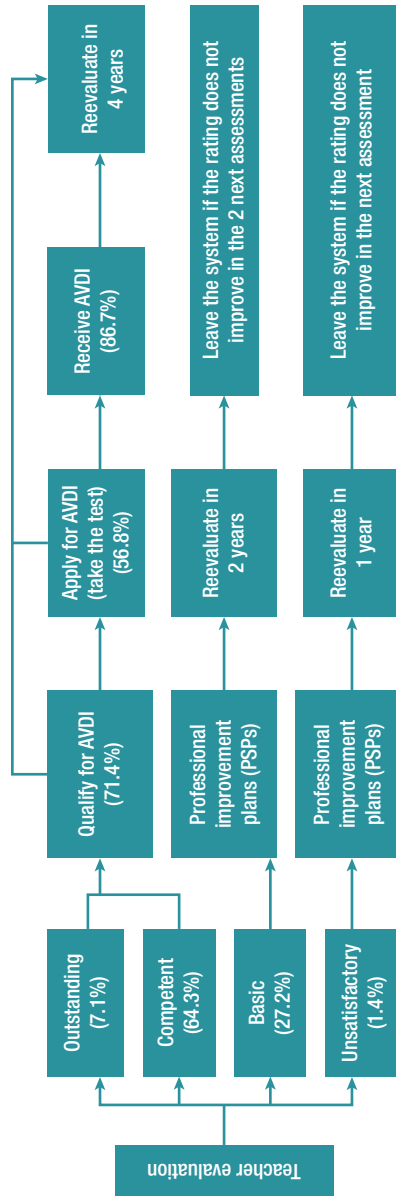 Teacher evaluation
Outstanding
(7.1%)
Competent
(64.3%)
Basic
(27.2%)
Unsatisfactory
(1.4%)
Qualify for AVDI
(71.4%)
Professional
improvement
plans (PSPs)
Professional
improvement
plans (PSPs)
Apply for AVDI
(take the test)
(56.8%)
Reevaluate in
2 years
Reevaluate in
1 year
Receive AVDI
(86.7%)
Reevaluate in
4 years
Leave the system if the rating does not
improve in the 2 next assessments
Leave the system if the rating does not
improve in the next assessment